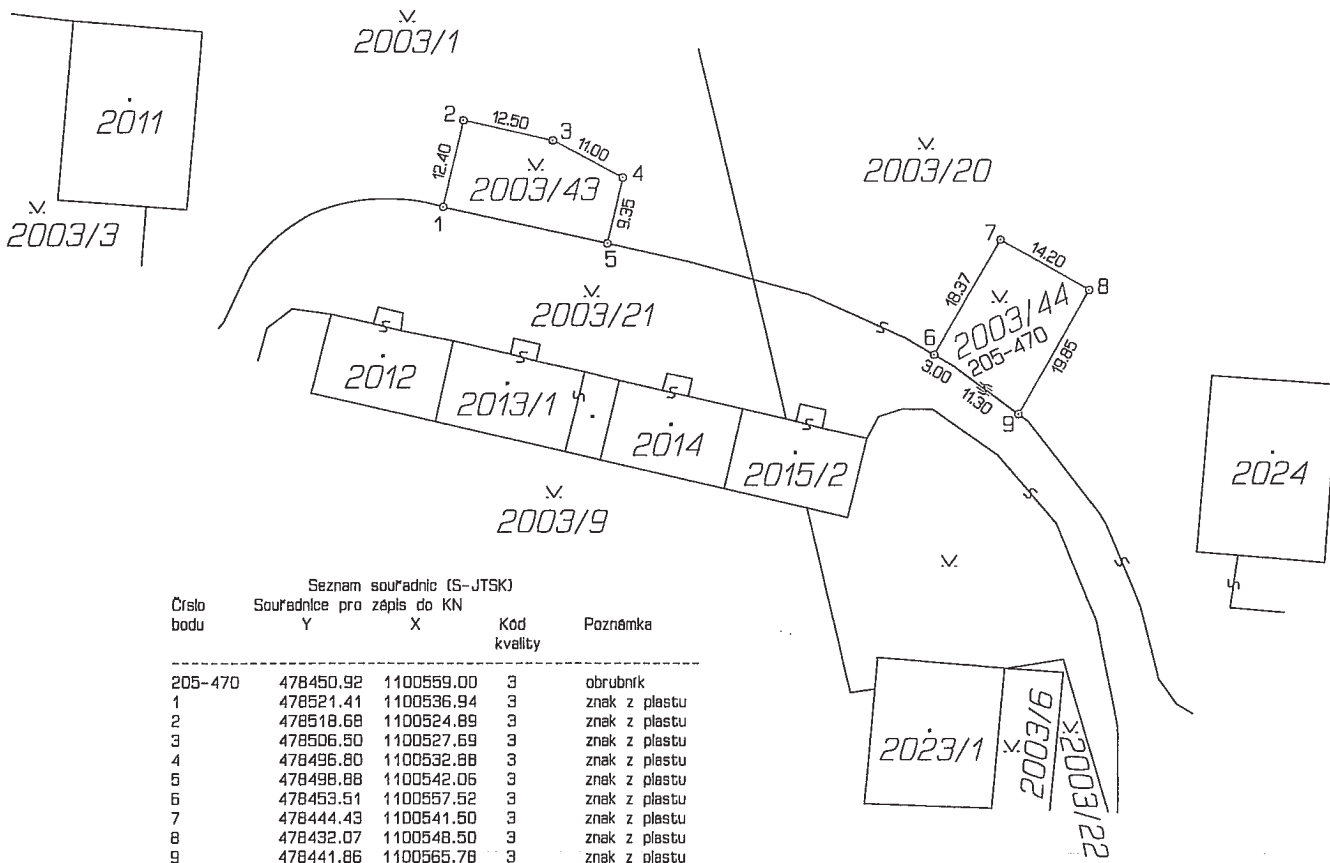 2003/1
2011
2
12.50
3
11.00
12.40
4
2003/43
9.35
1
5
2003/3
2003/20
7
14.20
8
18.37
2003/44
205-470
19.85
6
3.00
11.30
9
2003/21
2012
2013/1
2014
2015/2
2024
2003/9
Seznam souřadnic (S-JTSK)
Číslo Souřadnice pro zápis do KN
bodu Y X Kód Poznámka
kvality
205-470 478450.92 1100559.00 3 obrubník
1 478521.41 1100536.94 3 znak z plastu
2 478518.68 1100524.89 3 znak z plastu
3 478506.50 1100527.69 3 znak z plastu
4 478496.80 1100532.88 3 znak z plastu
5 478498.88 1100542.06 3 znak z plastu
6 478453.51 1100557.52 3 znak z plastu
7 478444.43 1100541.50 3 znak z plastu
8 478432.07 1100548.50 3 znak z plastu
9 478441.86 1100565.78 3 znak z plastu
2023/1
2003/6
2003/22